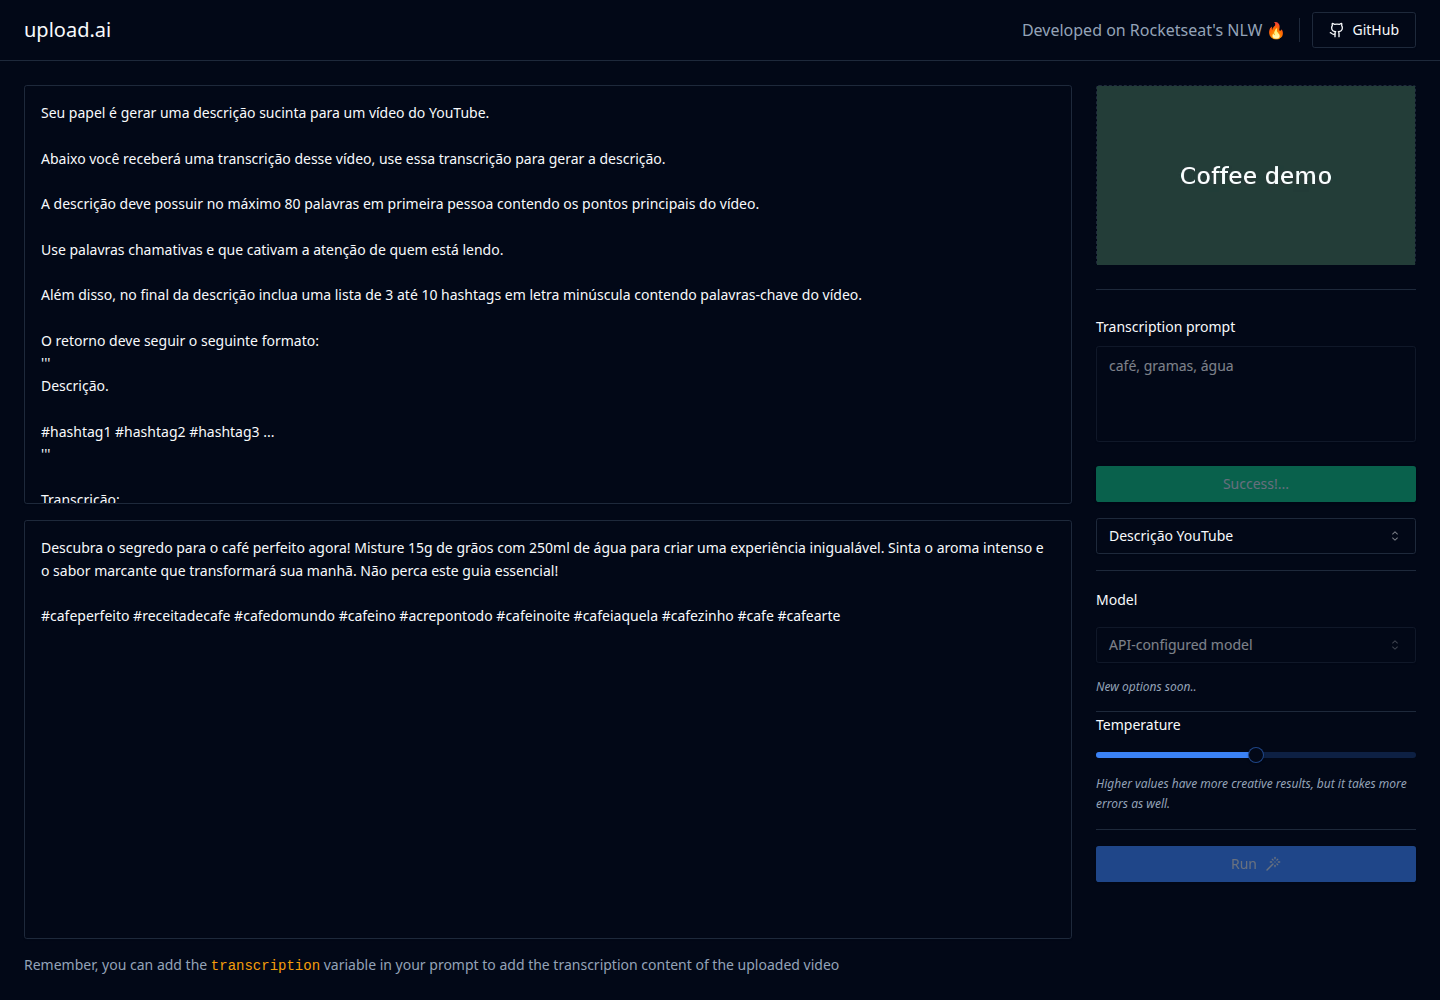 upload.ai
Developed on Rocketseat's NLW 🔥
GitHub
Seu papel é gerar uma descrição sucinta para um vídeo do YouTube.
Abaixo você receberá uma transcrição desse vídeo, use essa transcrição para gerar a descrição.
A descrição deve possuir no máximo 80 palavras em primeira pessoa contendo os pontos principais do vídeo.
Use palavras chamativas e que cativam a atenção de quem está lendo.
Além disso, no final da descrição inclua uma lista de 3 até 10 hashtags em letra minúscula contendo palavras-chave do vídeo.
O retorno deve seguir o seguinte formato:
'''
Descrição.
#hashtag1 #hashtag2 #hashtag3 ...
'''
Transcrição:
Descubra o segredo para o café perfeito agora! Misture 15g de grãos com 250ml de água para criar uma experiência inigualável. Sinta o aroma intenso e
o sabor marcante que transformará sua manhã. Não perca este guia essencial!
#cafeperfeito #receitadecafe #cafedomundo #cafeino #acrepontodo #cafeinoite #cafeiaquela #cafezinho #cafe #cafearte
Remember, you can add the transcription variable in your prompt to add the transcription content of the uploaded video
Coffee demo
Transcription prompt
café, gramas, água
Success!...
Descrição YouTube
Model
API-configured model
New options soon..
Temperature
Higher values have more creative results, but it takes more
errors as well.
Run